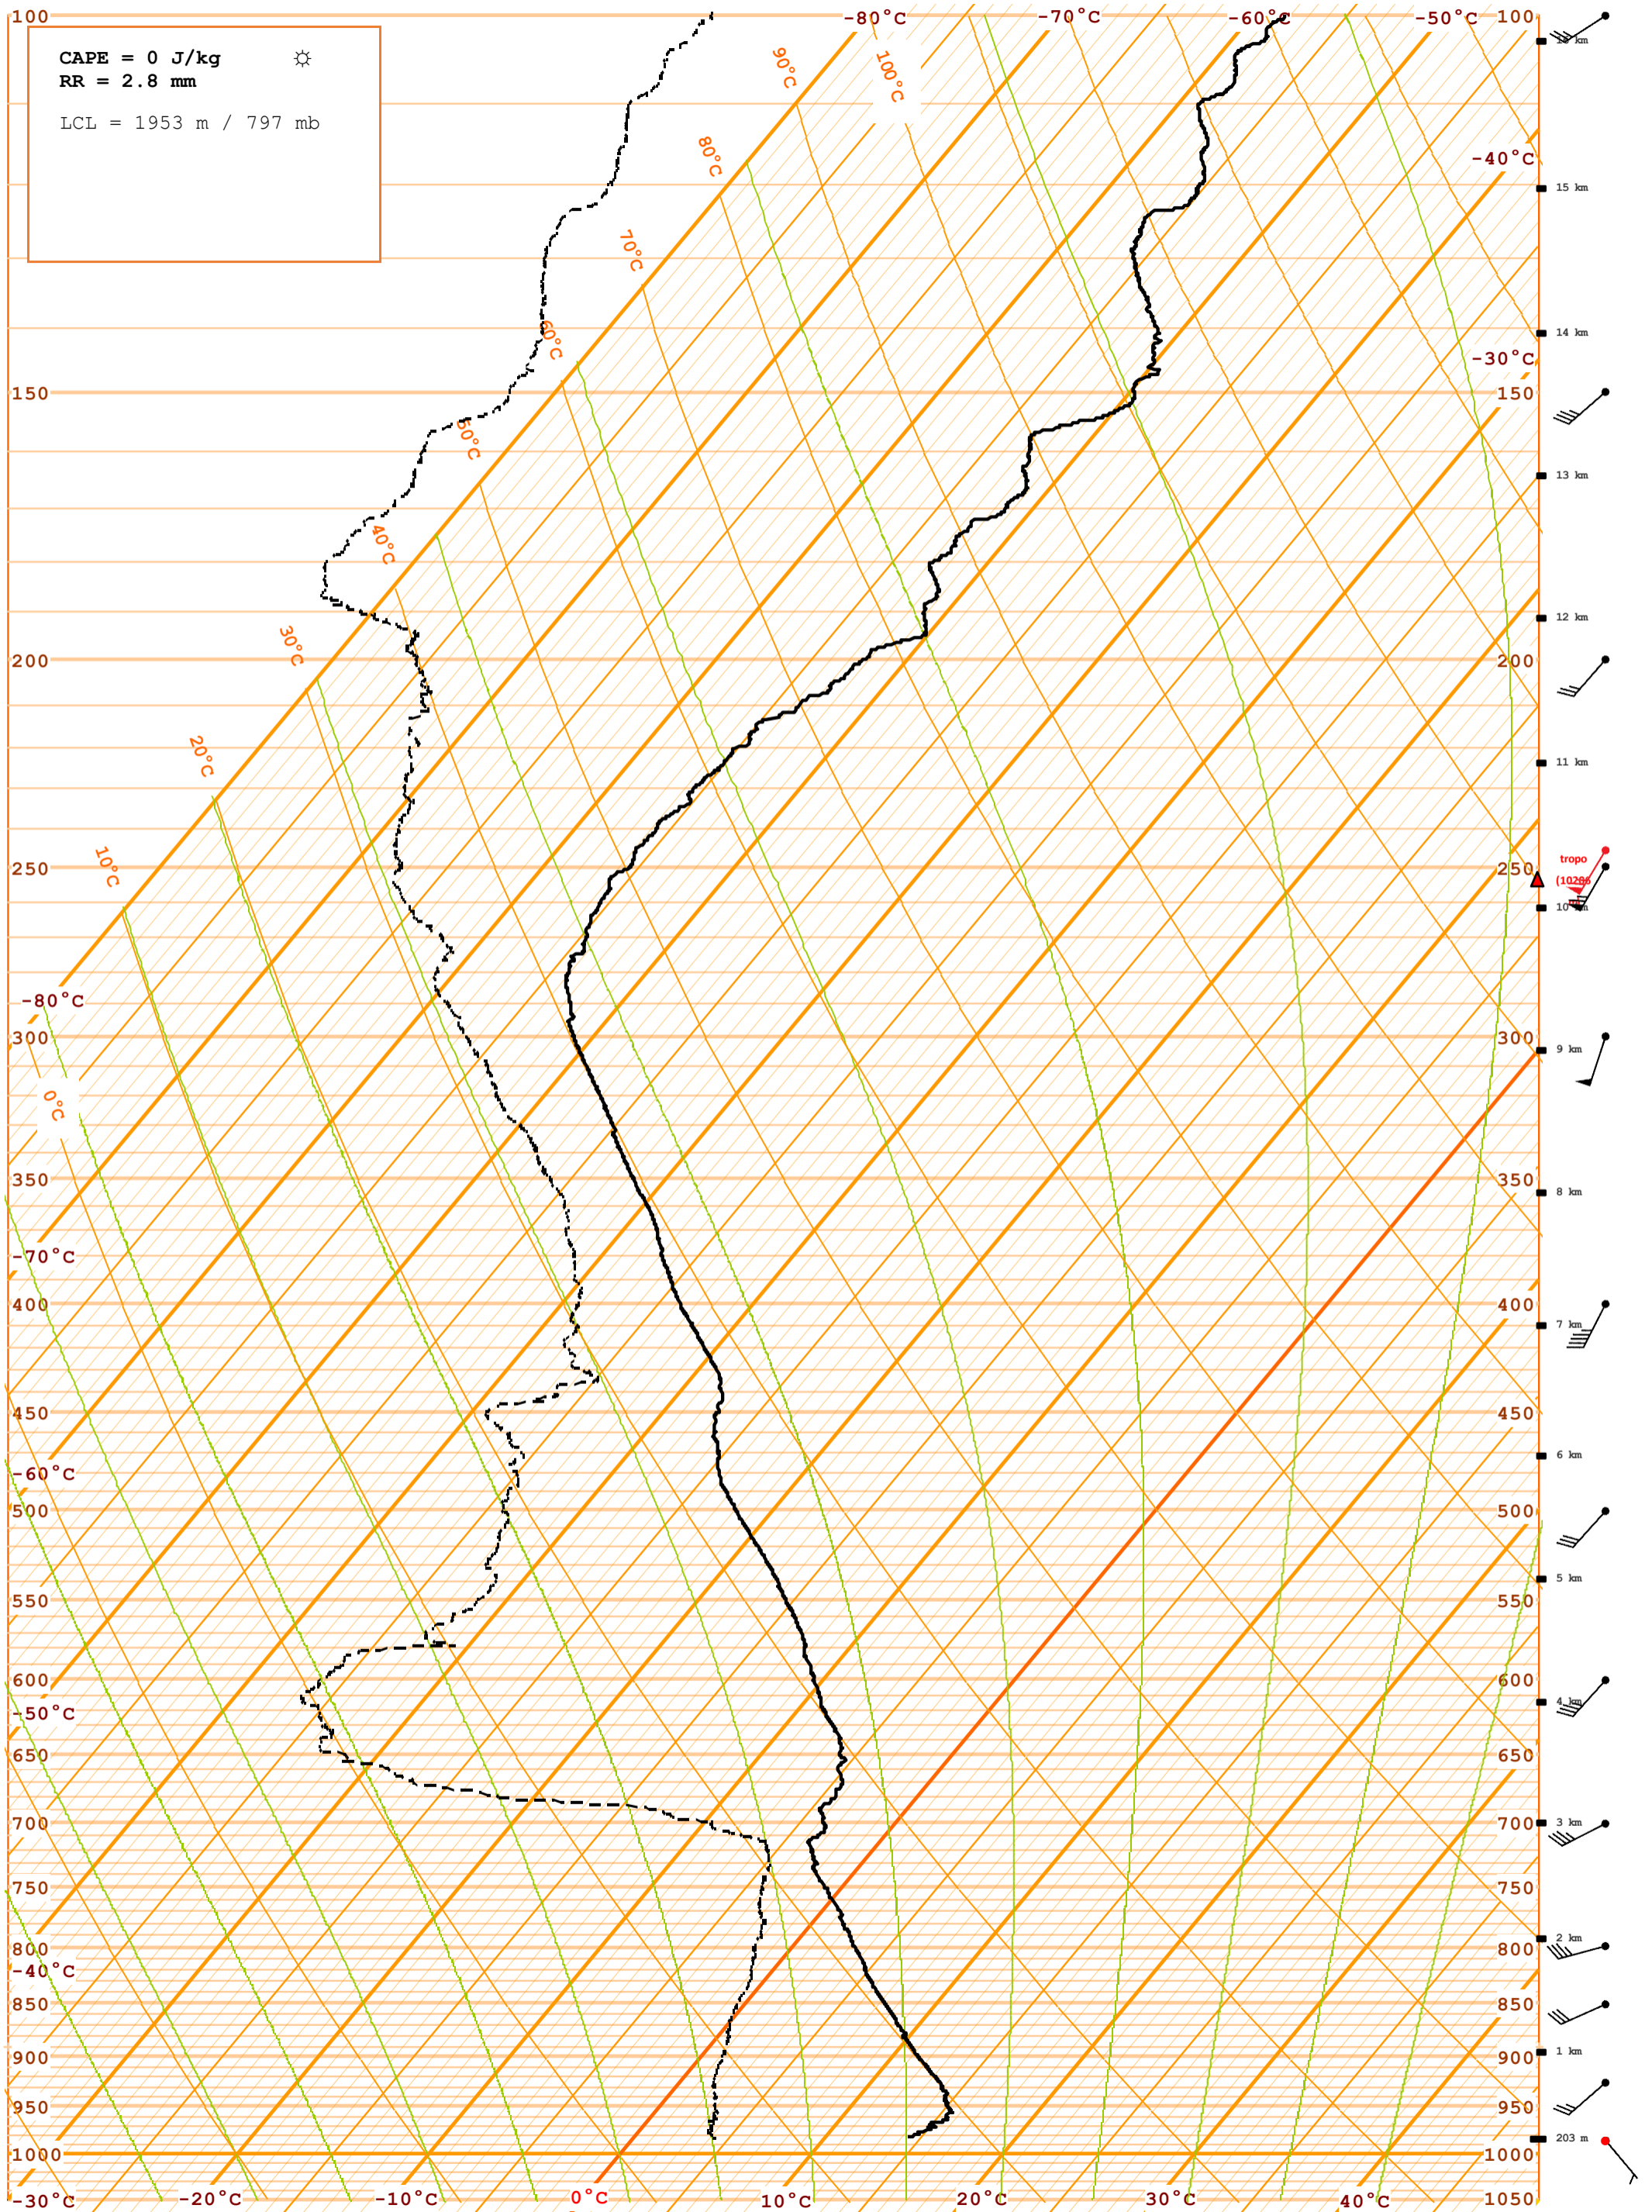 100 -80°C -70°C -60°C -50°C 100
CAPE = 0 J/kg ☼
RR = 2.8 mm
LCL = 1953 m / 797 mb
km
90°C 100°C
80°C
-40°C
15 km
70°C
60°C
14 km
-30°C
150 150
50°C
13 km
40°C
12 km
30°C
200 200
20°C
11 km
10°C
tropo
250 250
10 km
-80°C
300 300
9 km
0°C
350 350
8 km
-70°C
400 400
7 km
450 450
6 km
-60°C
500 500
5 km
550 550
600 600
4 km
-50°C
650 650
700 700
3 km
750 750
2 km
800 800
-40°C
850 850
1 km
900 900
950 950
203 m
1000 1000
-30°C -20°C -10°C 0°C 10°C 20°C 30°C 40°C 1050